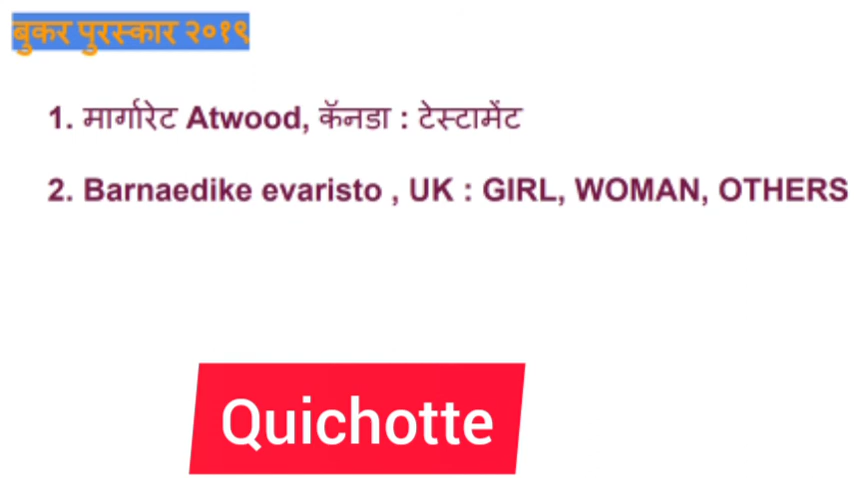 बुकर पुरस्कार २०१९
1. मार्गारेट Atwood, कॅनडा : टेस्टामेंट
2. Barnaedike evaristo , UK : GIRL, WOMAN, OTHERS
Quichotte